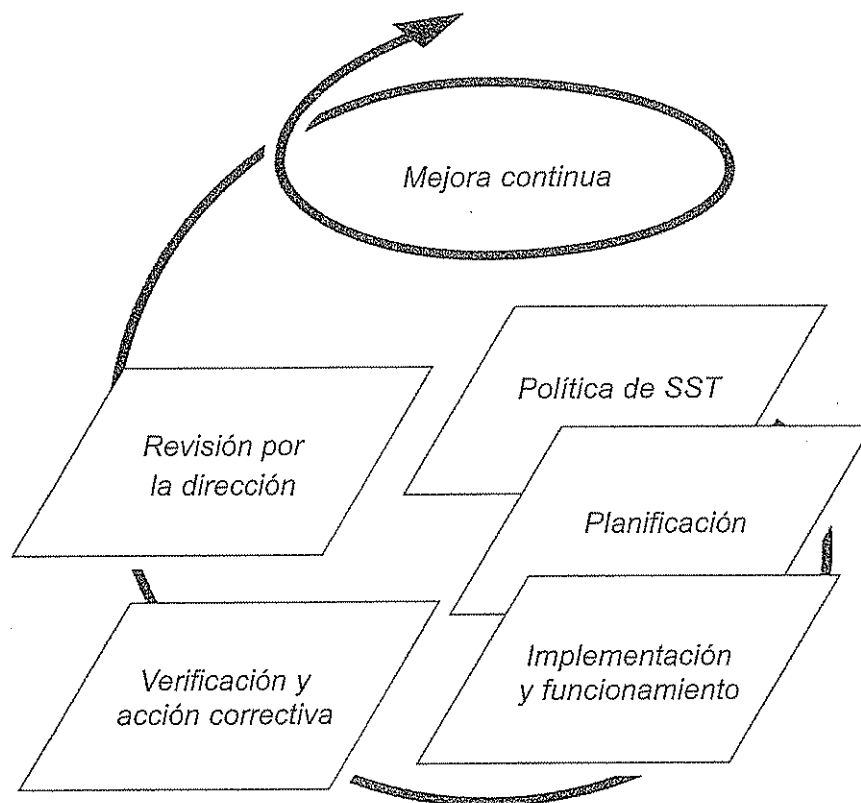 Mejora continua
Política de SST
Revisión por
la dirección
Planificación
Implementación
y funcionamiento
Verificación y
acción correctiva